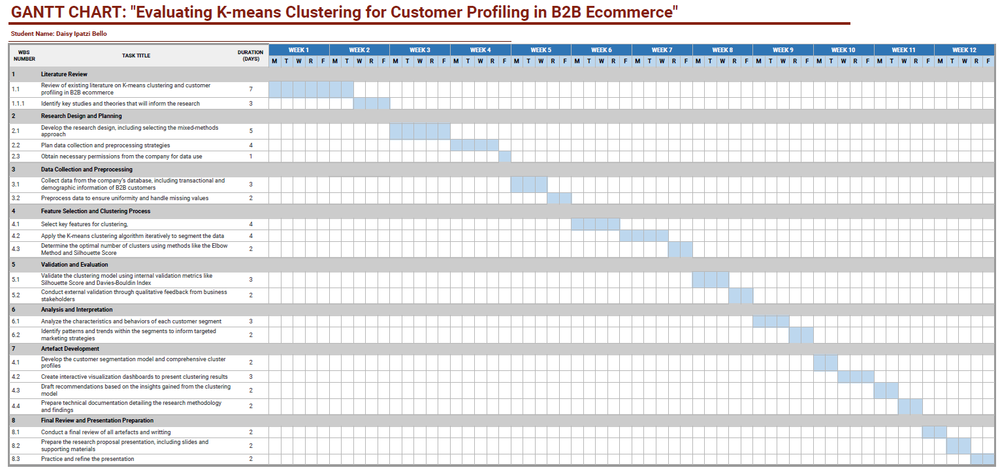 GANTT CHART: "Evaluating K-means Clustering for Customer Profiling in B2B Ecommerce"
Student Name: Daisy Ipatzi Bello
WBS NUMBER TASK TITLE DURATION (DAYS) WEEK 1 WEEK 2 WEEK 3 WEEK 4 WEEK 5 WEEK 6 WEEK 7 WEEK 8 WEEK 9 WEEK 10 WEEK 11 WEEK 12
M T W R F M T W R F M T W R F M T W R F M T W R F M T W R F M T W R F M T W R F M T W R F M T W R F M T W R F M T W R F
1 Literature Review
1.1 Review of existing literature on K-means clustering and customer 7
profiling in B2B ecommerce
1.1.1 Identify key studies and theories that will inform the research 3
2 Research Design and Planning
2.1 Develop the research design, including selecting the mixed-methods 5
approach
2.2 Plan data collection and preprocessing strategies 4
2.3 Obtain necessary permissions from the company for data use 1
3 Data Collection and Preprocessing
3.1 Collect data from the company's database, including transactional and 3
demographic information of B2B customers
3.2 Preprocess data to ensure uniformity and handle missing values 2
4 Feature Selection and Clustering Process
4.1 Select key features for clustering, 4
4.2 Apply the K-means clustering algorithm iteratively to segment the data 4
4.3 Determine the optimal number of clusters using methods like the Elbow 2
Method and Silhouette Score
5 Validation and Evaluation
5.1 Validate the clustering model using internal validation metrics like 3
Silhouette Score and Davies-Bouldin Index
5.2 Conduct external validation through qualitative feedback from business 2
stakeholders
6 Analysis and Interpretation
6.1 Analyze the characteristics and behaviors of each customer segment 3
6.2 Identify patterns and trends within the segments to inform targeted 2
marketing strategies
7 Artefact Development
4.1 Develop the customer segmentation model and comprehensive cluster 2
profiles
4.2 Create interactive visualization dashboards to present clustering results 3
4.3 Draft recommendations based on the insights gained from the clustering 2
model
4.4 Prepare technical documentation detailing the research methodology 2
and findings
8 Final Review and Presentation Preparation
8.1 Conduct a final review of all artefacts and writting 2
8.2 Prepare the research proposal presentation, including slides and 2
supporting materials
8.3 Practice and refine the presentation 2